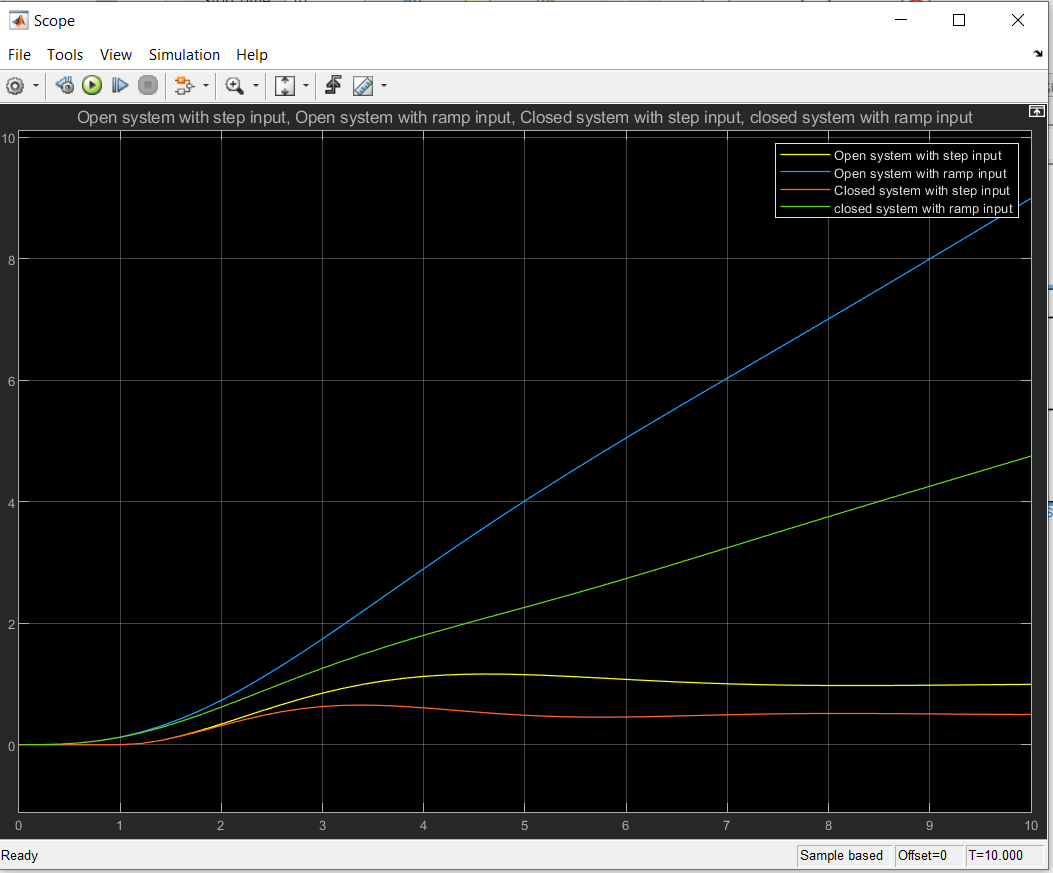 Scope
File Tools View Simulation Help
Open system with step input, Open system with ramp input, Closed system with step input, closed system with ramp input
Open system with step input
Open system with ramp input
Closed system with step input
closed system with ramp input
10
8
6
4
2
0
0 1 2 3 4 5 6 7 8 9 10
Ready Sample based Offset=0 T=10.000